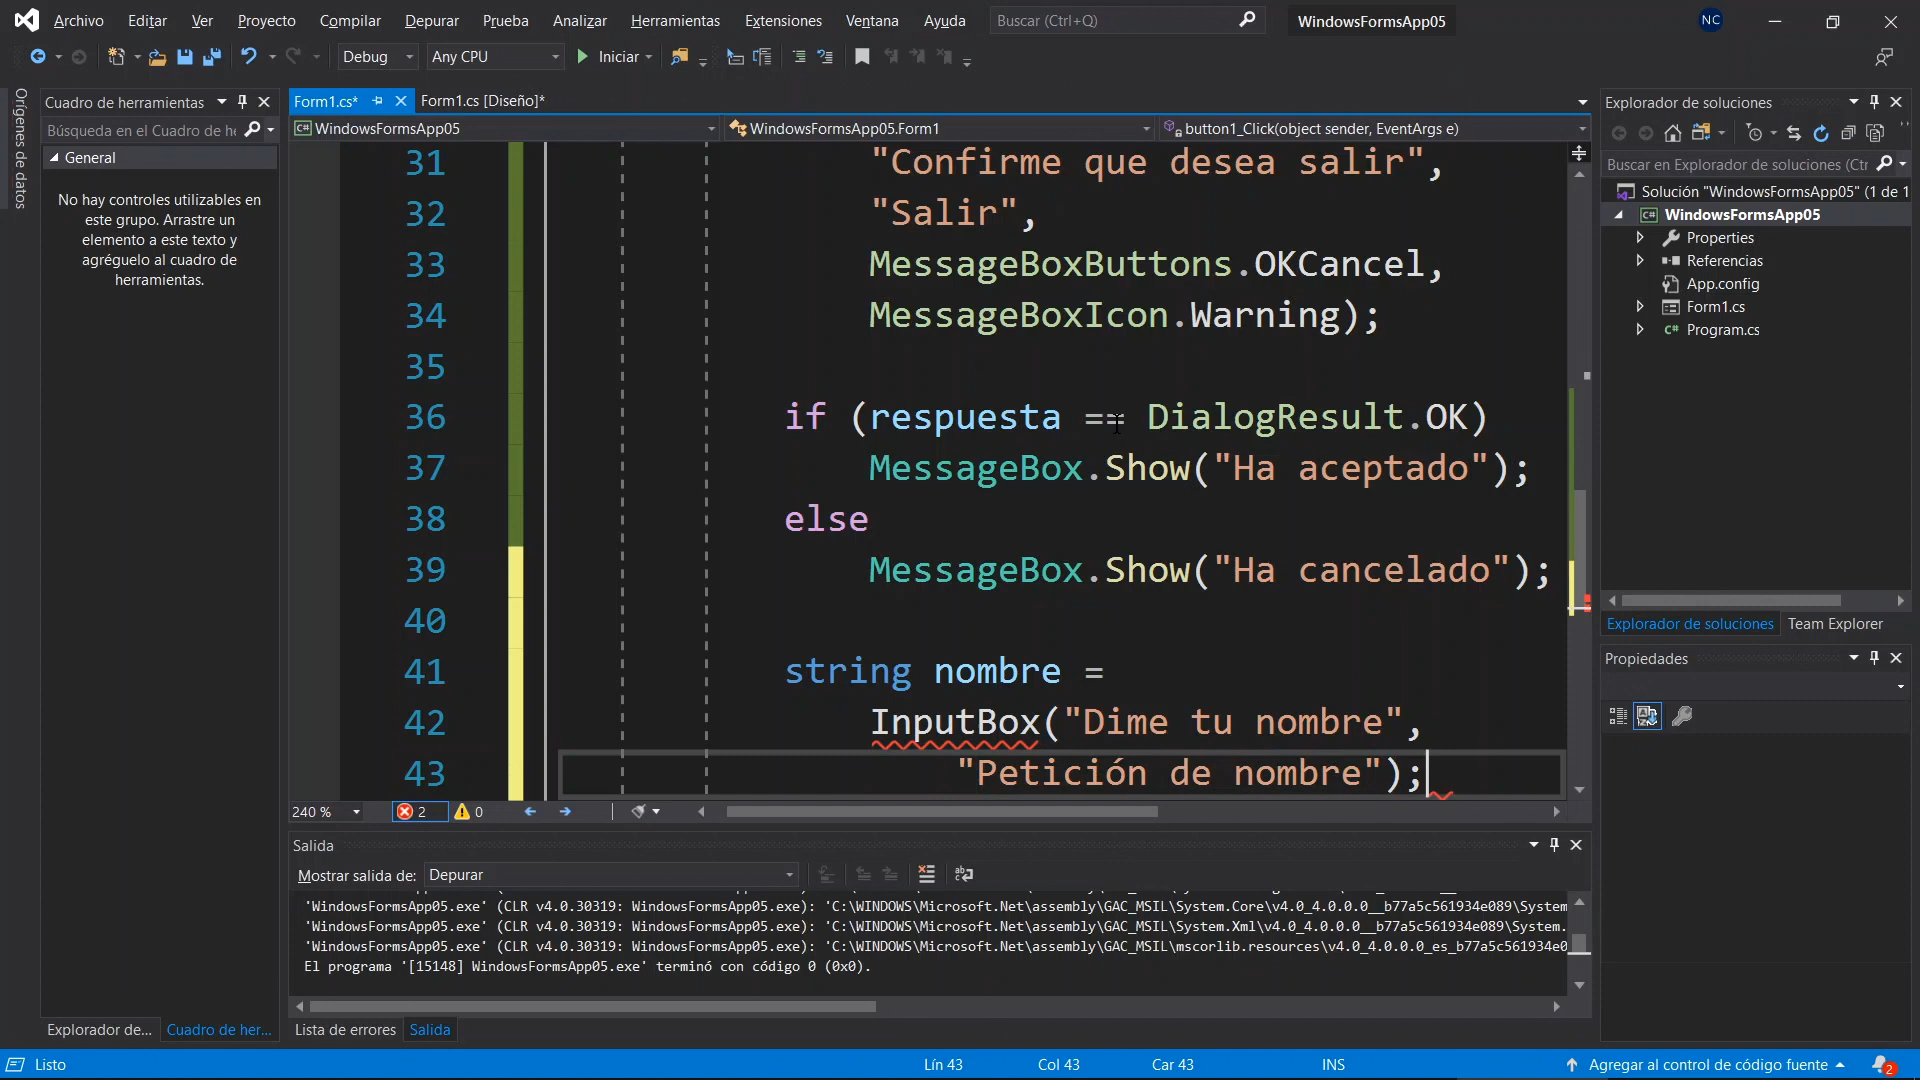 Archivo Editar Ver Proyecto Compilar Depurar Prueba Analizar Herramientas Extensiones Ventana Ayuda Buscar (Ctrl+Q) WindowsFormsApp05 NC
Debug Any CPU Iniciar
Orígenes de datos
Cuadro de herramientas
Búsqueda en el Cuadro de he
General
No hay controles utilizables en
este grupo. Arrastre un
elemento a este texto y
agréguelo al cuadro de
herramientas.
Explorador de... Cuadro de her...
Form1.cs* Form1.cs [Diseño]*
WindowsFormsApp05 WindowsFormsApp05.Form1 button1_Click(object sender, EventArgs e)
31 "Confirme que desea salir",
32 "Salir",
33 MessageBoxButtons.OKCancel,
34 MessageBoxIcon.Warning);
35
36 if (respuesta == DialogResult.OK)
37 MessageBox.Show("Ha aceptado");
38 else
39 MessageBox.Show("Ha cancelado");
40
41 string nombre =
42 InputBox("Dime tu nombre",
43 "Petición de nombre");
240 % 2 0
Salida
Mostrar salida de: Depurar
'WindowsFormsApp05.exe' (CLR v4.0.30319: WindowsFormsApp05.exe): 'C:\WINDOWS\Microsoft.Net\assembly\GAC_MSIL\System.Core\v4.0_4.0.0.0__b77a5c561934e089\System
'WindowsFormsApp05.exe' (CLR v4.0.30319: WindowsFormsApp05.exe): 'C:\WINDOWS\Microsoft.Net\assembly\GAC_MSIL\System.Xml\v4.0_4.0.0.0__b77a5c561934e089\System.
'WindowsFormsApp05.exe' (CLR v4.0.30319: WindowsFormsApp05.exe): 'C:\WINDOWS\Microsoft.Net\assembly\GAC_MSIL\mscorlib.resources\v4.0_4.0.0.0_es_b77a5c561934e0
El programa '[15148] WindowsFormsApp05.exe' terminó con código 0 (0x0).
Lista de errores Salida
Explorador de soluciones
Buscar en Explorador de soluciones (Ctr
Solución "WindowsFormsApp05" (1 de 1
WindowsFormsApp05
Properties
Referencias
App.config
Form1.cs
Program.cs
Explorador de soluciones Team Explorer
Propiedades
Listo Lín 43 Col 43 Car 43 INS Agregar al control de código fuente 2